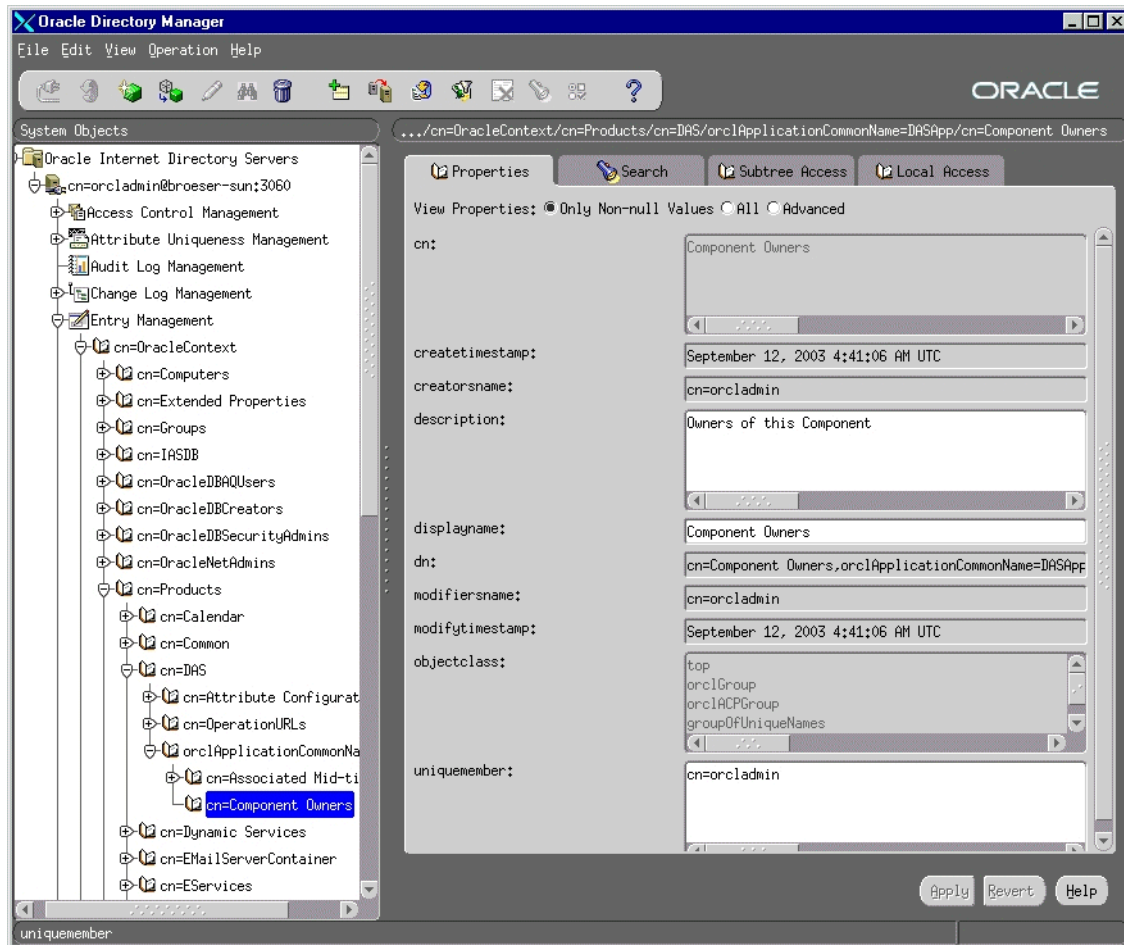 Oracle Directory Manager
File Edit View Operation Help
ORACLE
System Objects
Oracle Internet Directory Servers
cn=orcladmin@broeser-sun:3060
Access Control Management
Attribute Uniqueness Management
Audit Log Management
Change Log Management
Entry Management
cn=OracleContext
cn=Computers
cn=Extended Properties
cn=Groups
cn=IASDB
cn=OracleDBAQUsers
cn=OracleDBCreators
cn=OracleDBSecurityAdmins
cn=OracleNetAdmins
cn=Products
cn=Calendar
cn=Common
cn=DAS
cn=Attribute Configurat
cn=OperationURLs
orclApplicationCommonNa
cn=Associated Mid-ti
cn=Component Owners
cn=Dynamic Services
cn=EMailServerContainer
cn=EServices
.../cn=OracleContext/cn=Products/cn=DAS/orclApplicationCommonName=DASApp/cn=Component Owners
Properties Search Subtree Access Local Access
View Properties: Only Non-null Values All Advanced
cn: Component Owners
createtimestamp: September 12, 2003 4:41:06 AM UTC
creatorsname: cn=orcladmin
description: Owners of this Component
displayname: Component Owners
dn: cn=Component Owners,orclApplicationCommonName=DASApp
modifiersname: cn=orcladmin
modifytimestamp: September 12, 2003 4:41:06 AM UTC
objectclass: top
orclGroup
orclACPGroup
groupOfUniqueNames
uniquemember: cn=orcladmin
Apply Revert Help
uniquemember